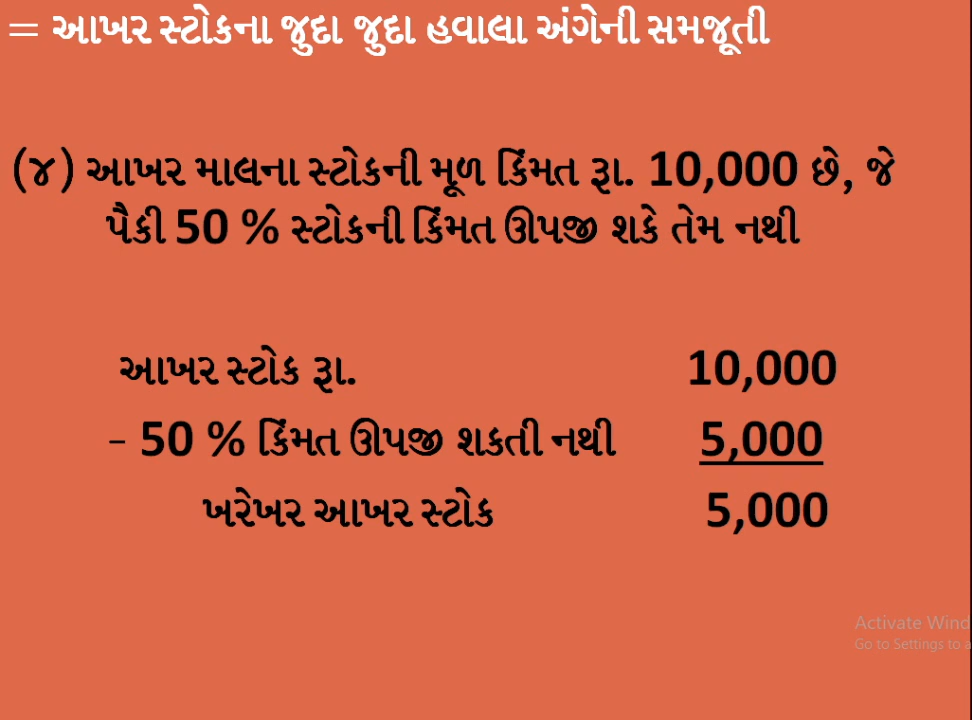 = આખર સ્ટોકના જુદા જુદા હવાલા અંગેની સમજૂતી
(૪) આખર માલના સ્ટોકની મૂળ કિંમત રૂા. 10,000 છે, જે
પૈકી 50 % સ્ટોકની કિંમત ઊપજી શકે તેમ નથી
આખર સ્ટોક રૂા. 10,000
– 50 % કિંમત ઊપજી શકતી નથી 5,000
ખરેખર આખર સ્ટોક 5,000
Activate Wind
Go to Settings to a